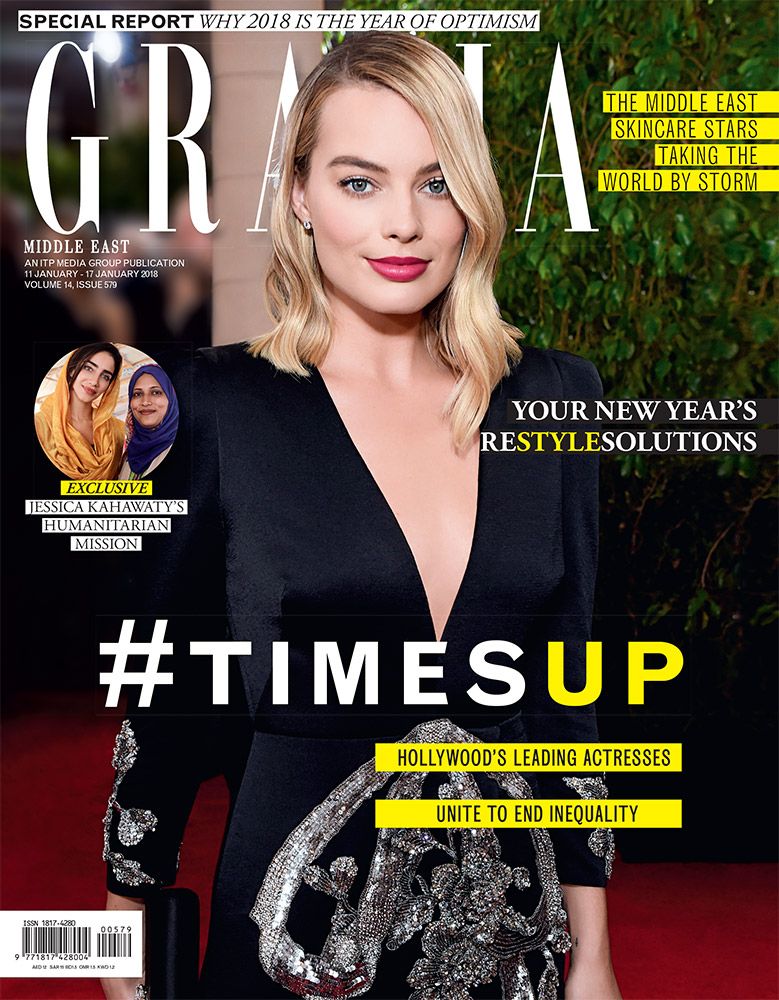 SPECIAL REPORT WHY 2018 IS THE YEAR OF OPTIMISM
GRAZIA
MIDDLE EAST
AN ITP MEDIA GROUP PUBLICATION
11 JANUARY - 17 JANUARY 2018
VOLUME 14, ISSUE 579
THE MIDDLE EAST
SKINCARE STARS
TAKING THE
WORLD BY STORM
YOUR NEW YEAR'S
RESTYLESOLUTIONS
EXCLUSIVE
JESSICA KAHAWATY'S
HUMANITARIAN
MISSION
#TIMESUP
HOLLYWOOD'S LEADING ACTRESSES
UNITE TO END INEQUALITY
ISSN 1817-4280
00579
9 771817 428004
AED 12 SAR 15 BD1.5 OMR 1.5 KWD 1.2